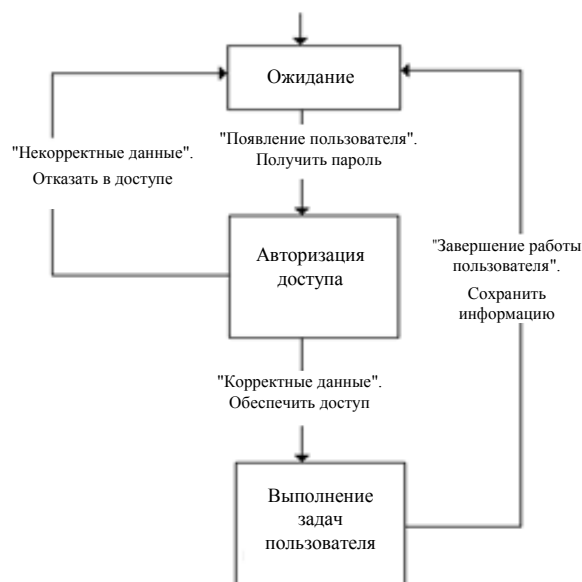 Ожидание
"Появление пользователя".
Получить пароль
"Некорректные данные".
Отказать в доступе
Авторизация
доступа
"Завершение работы
пользователя".
Сохранить
информацию
"Корректные данные".
Обеспечить доступ
Выполнение
задач
пользователя